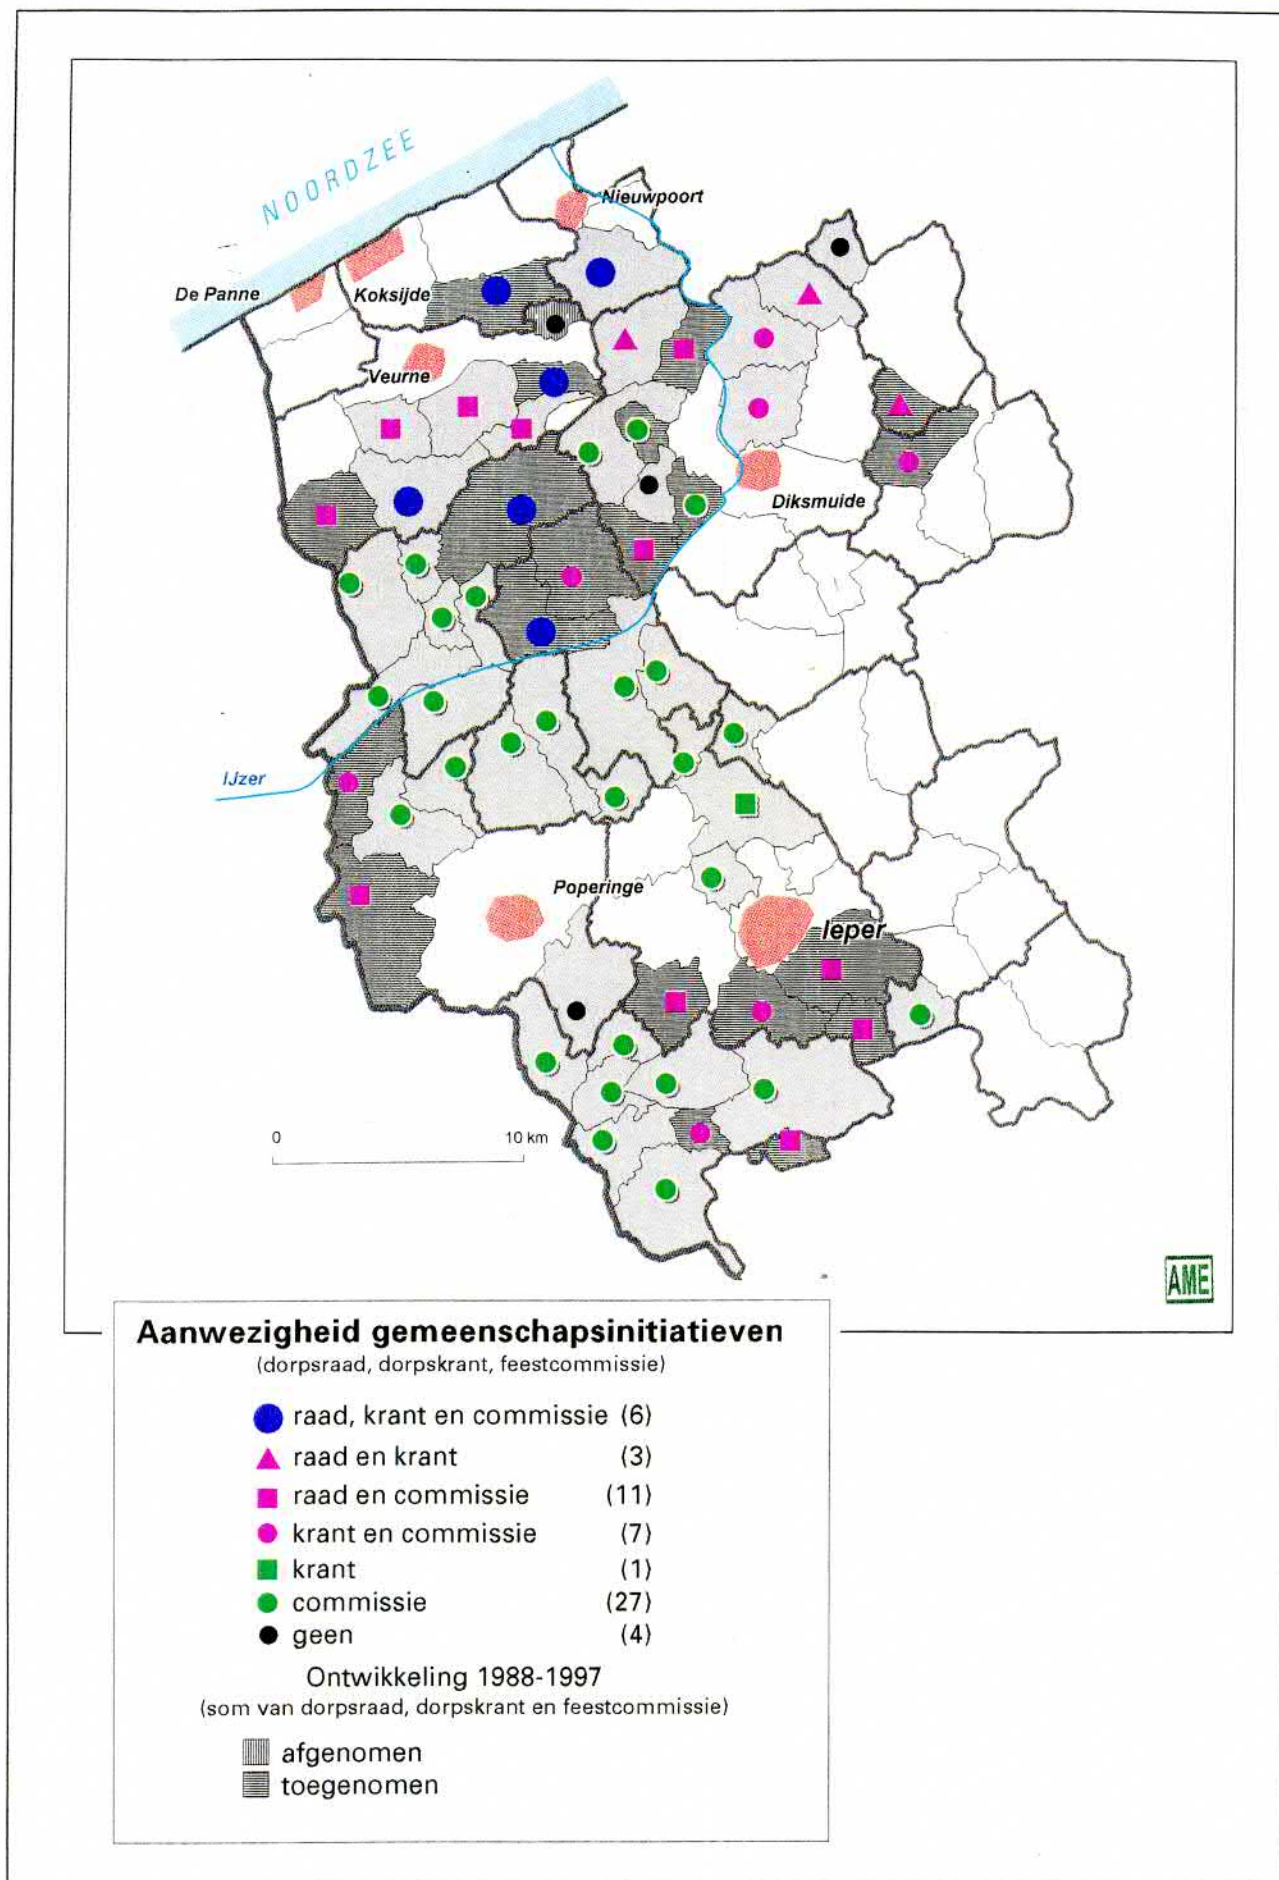 NOORDZEE
Nieuwpoort
De Panne
Koksijde
Veurne
Diksmuide
IJzer
Poperinge
Ieper
0 10 km
AME
Aanwezigheid gemeenschapsinitiatieven
(dorpsraad, dorpskrant, feestcommissie)
raad, krant en commissie (6)
raad en krant (3)
raad en commissie (11)
krant en commissie (7)
krant (1)
commissie (27)
geen (4)
Ontwikkeling 1988-1997
(som van dorpsraad, dorpskrant en feestcommissie)
afgenomen
toegenomen